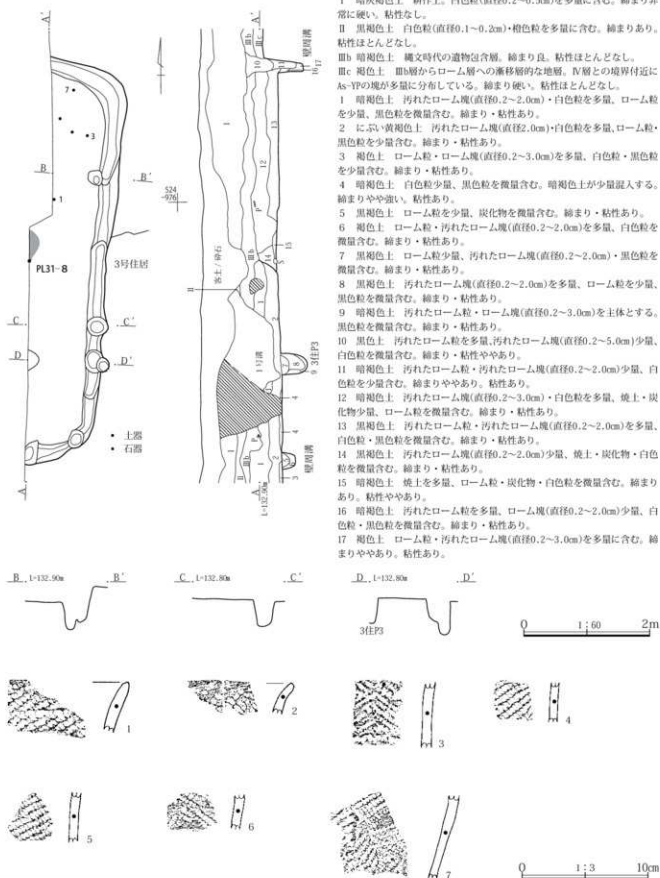 Ⅰ 暗灰褐色土 耕作土。白色粒(直径0.2～0.5cm)を多量に含む。締まり非
常に硬い。粘性なし。
Ⅱ 黒褐色土 白色粒(直径0.1～0.2cm)・橙色粒を多量に含む。締まりあり。
粘性ほとんどなし。
Ⅲb 暗褐色土 縄文時代の遺物包含層。締まり良。粘性ほとんどなし。
Ⅲc 褐色土 Ⅲb層からローム層への漸移層的な地層。Ⅳ層との境界付近に
As-YPの塊が多量に分布している。締まり硬い。粘性ほとんどなし。
1 暗褐色土 汚れたローム塊(直径0.2～2.0cm)・白色粒を多量、ローム粒
を少量、黒色粒を微量含む。締まり・粘性あり。
2 にぶい黄褐色土 汚れたローム塊(直径2.0cm)・白色粒を多量、ローム粒・
黒色粒を少量含む。締まり・粘性あり。
3 褐色土 ローム粒・ローム塊(直径0.2～3.0cm)を多量、白色粒・黒色粒
を少量含む。締まり・粘性あり。
4 暗褐色土 白色粒少量、黒色粒を微量含む。暗褐色土が少量混入する。
締まりやや強い。粘性あり。
5 黒褐色土 ローム粒を少量、炭化物を微量含む。締まり・粘性あり。
6 褐色土 ローム粒・汚れたローム塊(直径0.2～2.0cm)を多量、白色粒を
微量含む。締まり・粘性あり。
7 黒褐色土 ローム粒少量、汚れたローム塊(直径0.2～2.0cm)・黒色粒を
微量含む。締まり・粘性あり。
8 黒褐色土 汚れたローム塊(直径0.2～2.0cm)を多量、ローム粒を少量、
黒色粒を微量含む。締まり・粘性あり。
9 暗褐色土 汚れたローム粒・ローム塊(直径0.2～3.0cm)を主体とする。
黒色粒を微量含む。締まり・粘性あり。
10 黒色土 汚れたローム粒を多量、汚れたローム塊(直径0.2～5.0cm)少量、
白色粒を微量含む。締まり・粘性ややあり。
11 暗褐色土 汚れたローム粒・汚れたローム塊(直径0.2～2.0cm)少量、白
色粒を少量含む。締まりややあり。粘性あり。
12 暗褐色土 汚れたローム塊(直径0.2～3.0cm)・白色粒を多量、焼土・炭
化物少量、ローム粒を微量含む。締まり・粘性あり。
13 黒褐色土 ローム粒・汚れたローム塊(直径0.2～2.0cm)を多量、
白色粒・黒色粒を微量含む。締まり・粘性あり。
14 黒褐色土 汚れたローム塊(直径0.2～2.0cm)少量、焼土・炭化物・白色
粒を微量含む。締まり・粘性あり。
15 暗褐色土 焼土を多量、ローム粒・炭化物・白色粒を微量含む。締まり
あり。粘性ややあり。
16 暗褐色土 汚れたローム粒を多量、ローム塊(直径0.2～2.0cm)少量、白
色粒・黒色粒を微量含む。締まり・粘性あり。
17 褐色土 ローム粒・汚れたローム塊(直径0.2～3.0cm)を多量に含む。締
まりややあり。粘性あり。
A'
7
3
B
B'
1
524
-976
PL31-8
3号住居
C
C'
D
D'
• 土器
• 石器
A
A'
Ⅲb
Ⅲc
10
11
17
16
壁周溝
1
13
12
P
15
14
S
Ⅲb
Ⅱ
客土/砕石
1
2
1号溝
8
9
3住P3
4
4
P
Ⅱ
Ⅲb
1
2
3
壁周溝
A
L=132.90m
B L=132.90m B'
C L=132.80m C'
D L=132.80m D'
3住P3
0 1:60 2m
1
2
3
4
5
6
7
0 1:3 10cm